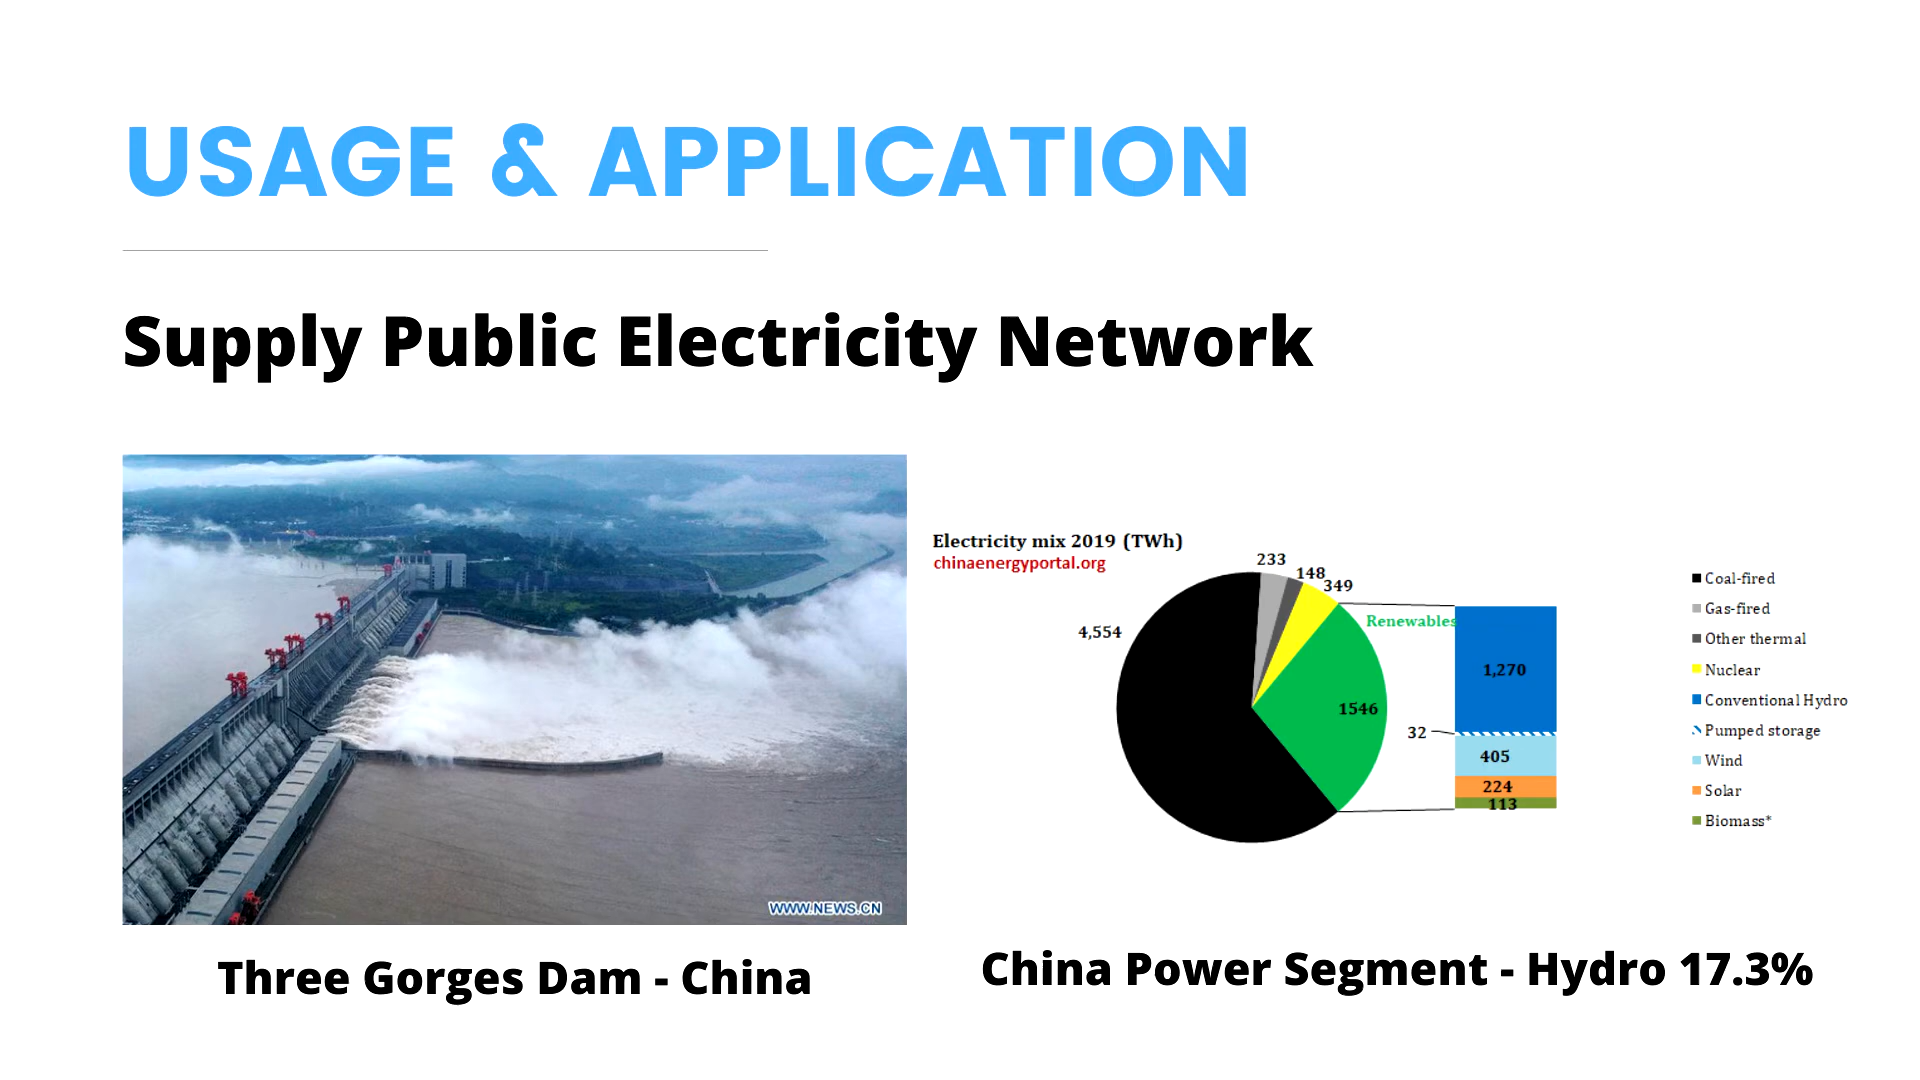 USAGE & APPLICATION
Supply Public Electricity Network
WWW.NEWS.CN
Three Gorges Dam - China
Electricity mix 2019 (TWh)
chinaenergyportal.org
233
148
349
4,554
Renewables
1546
1,270
32
405
224
113
Coal-fired
Gas-fired
Other thermal
Nuclear
Conventional Hydro
Pumped storage
Wind
Solar
Biomass*
China Power Segment - Hydro 17.3%